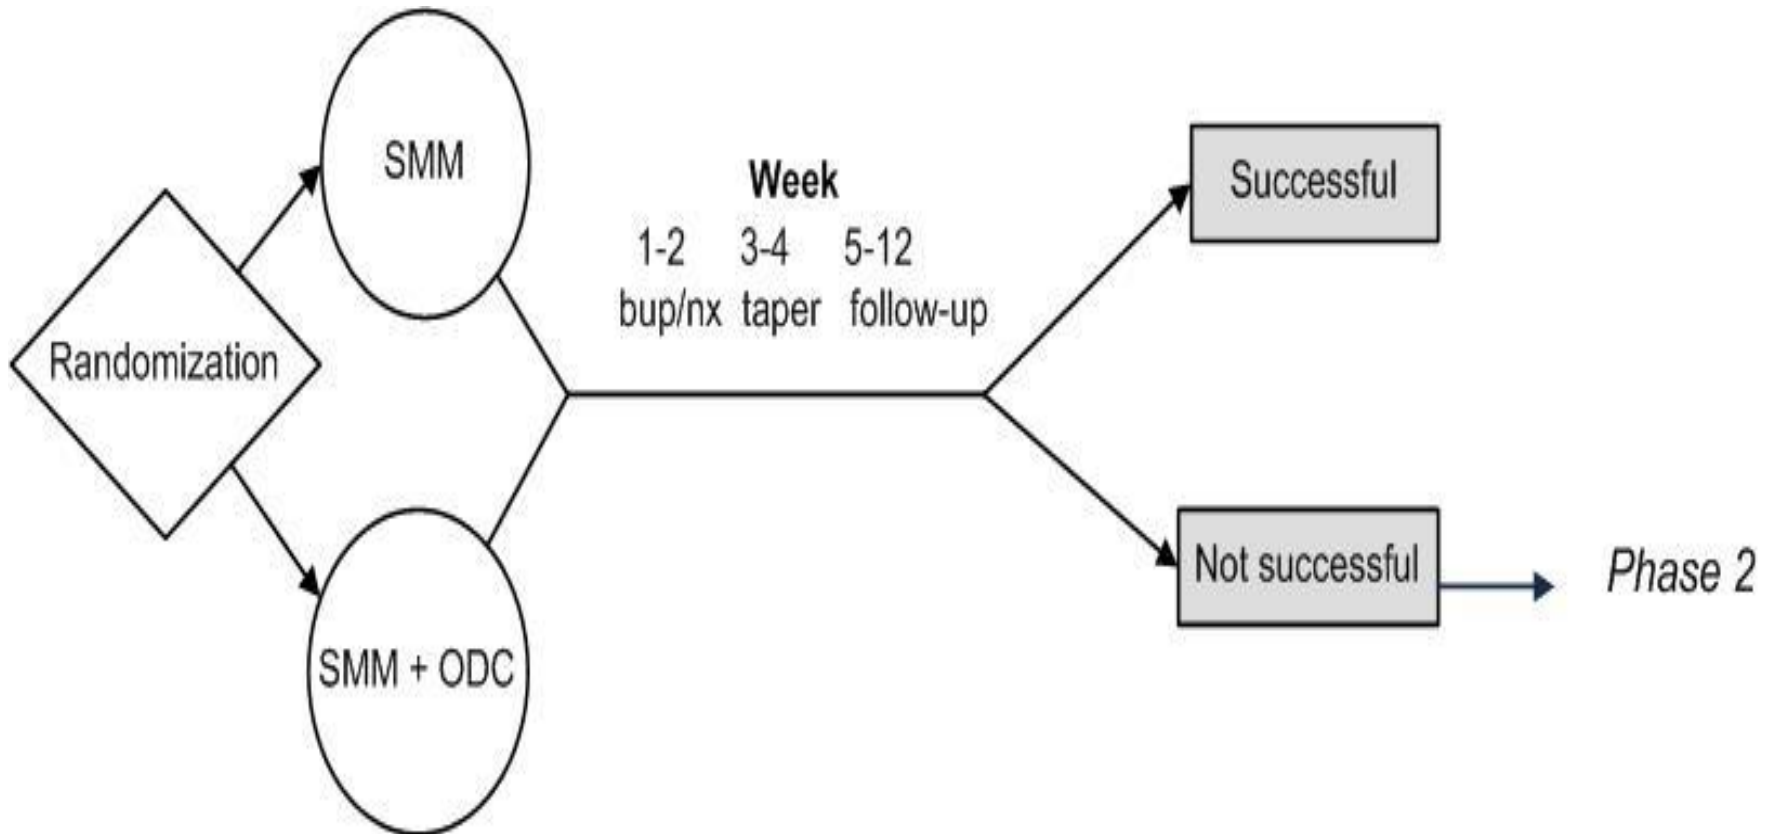 SMM
Week
1-2 3-4 5-12
bup/nx taper follow-up
Successful
Randomization
Not successful
Phase 2
SMM + ODC